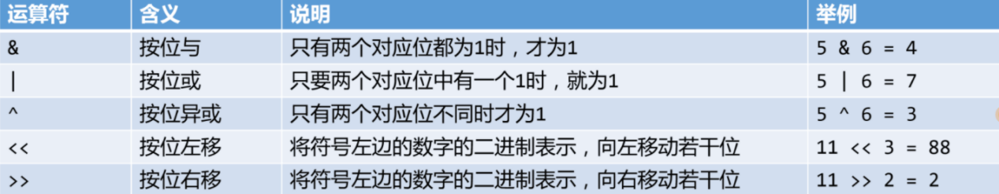 运算符 含义 说明 举例
& 按位与 只有两个对应位都为1时，才为1 5 & 6 = 4
| 按位或 只要两个对应位中有一个1时，就为1 5 | 6 = 7
^ 按位异或 只有两个对应位不同时才为1 5 ^ 6 = 3
<< 按位左移 将符号左边的数字的二进制表示，向左移动若干位 11 << 3 = 88
>> 按位右移 将符号左边的数字的二进制表示，向右移动若干位 11 >> 2 = 2